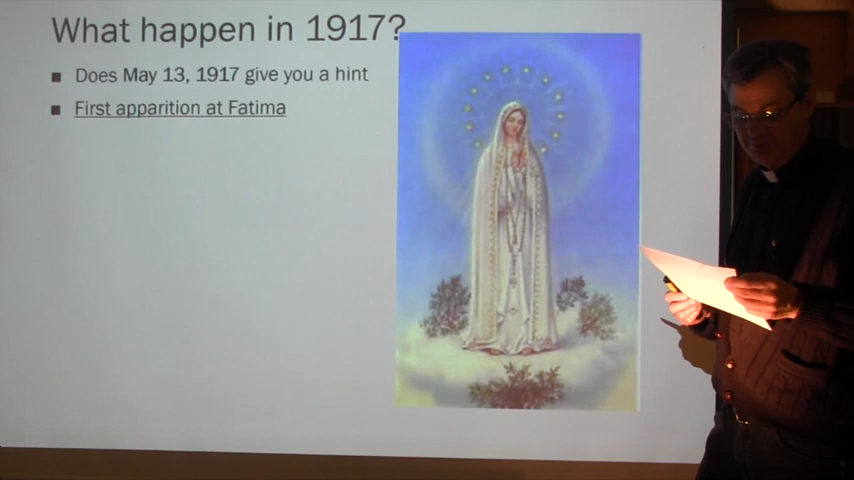 What happen in 1917?
■ Does May 13, 1917 give you a hint
■ First apparition at Fatima